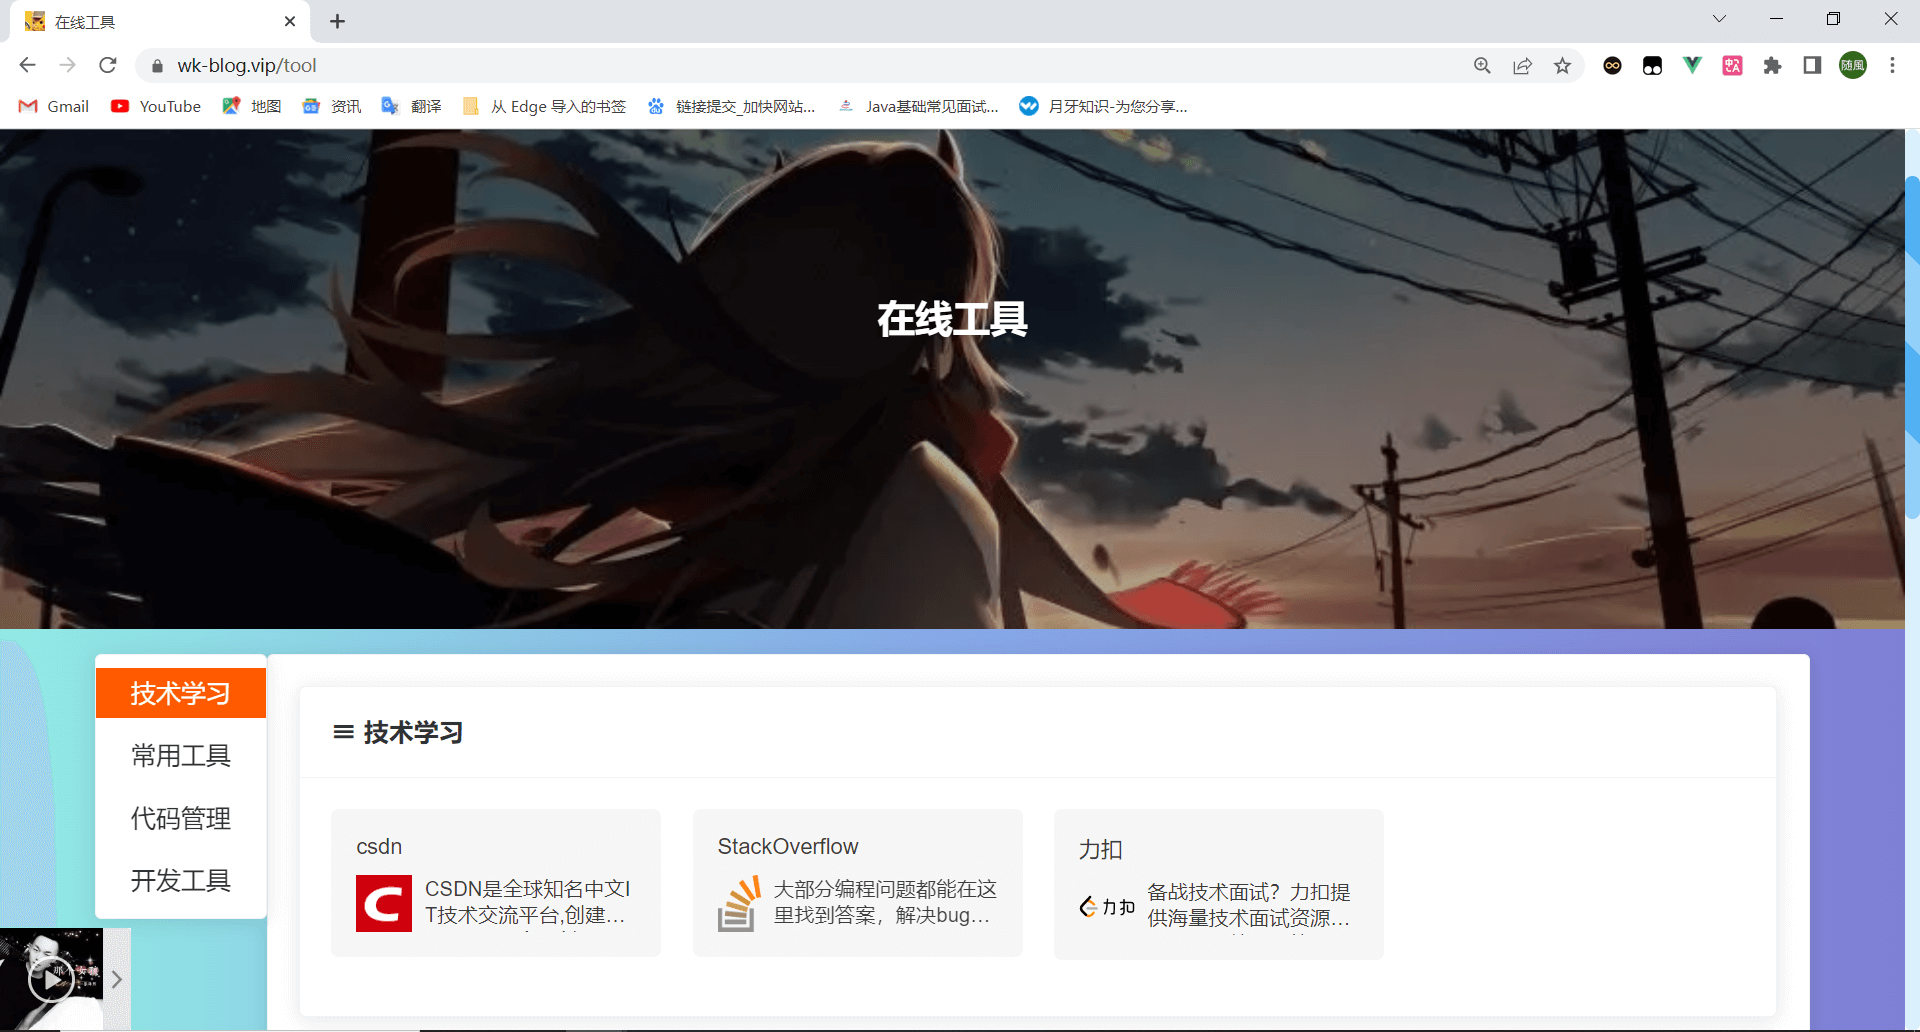 在线工具
wk-blog.vip/tool
随風
Gmail
YouTube
地图
资讯
翻译
从 Edge 导入的书签
链接提交_加快网站...
Java基础常见面试...
月牙知识-为您分享...
在线工具
技术学习
常用工具
代码管理
开发工具
技术学习
csdn
CSDN是全球知名中文I
T技术交流平台,创建...
StackOverflow
大部分编程问题都能在这
里找到答案，解决bug...
力扣
力扣
备战技术面试？力扣提
供海量技术面试资源...
那个女孩